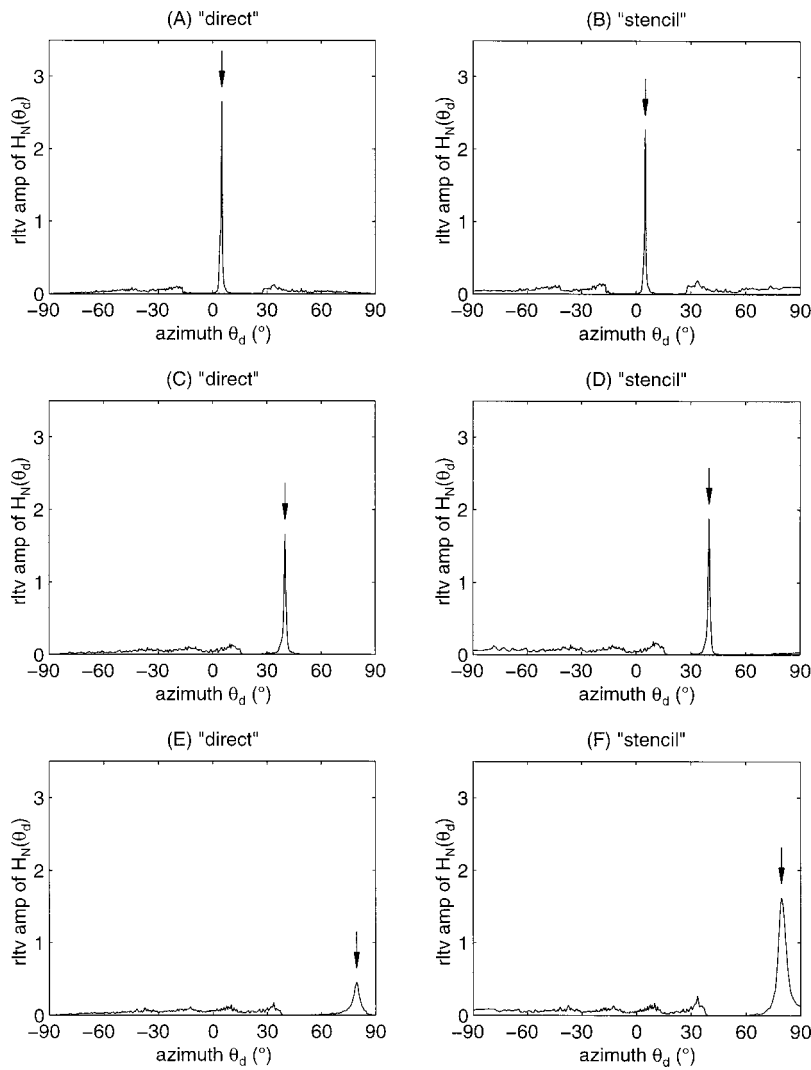 (A) "direct"
(B) "stencil"
rltv amp of H_N(θ_d)
3
2
1
0
−90 −60 −30 0 30 60 90
azimuth θ_d (°)
rltv amp of H_N(θ_d)
3
2
1
0
−90 −60 −30 0 30 60 90
azimuth θ_d (°)
(C) "direct"
(D) "stencil"
rltv amp of H_N(θ_d)
3
2
1
0
−90 −60 −30 0 30 60 90
azimuth θ_d (°)
rltv amp of H_N(θ_d)
3
2
1
0
−90 −60 −30 0 30 60 90
azimuth θ_d (°)
(E) "direct"
(F) "stencil"
rltv amp of H_N(θ_d)
3
2
1
0
−90 −60 −30 0 30 60 90
azimuth θ_d (°)
rltv amp of H_N(θ_d)
3
2
1
0
−90 −60 −30 0 30 60 90
azimuth θ_d (°)